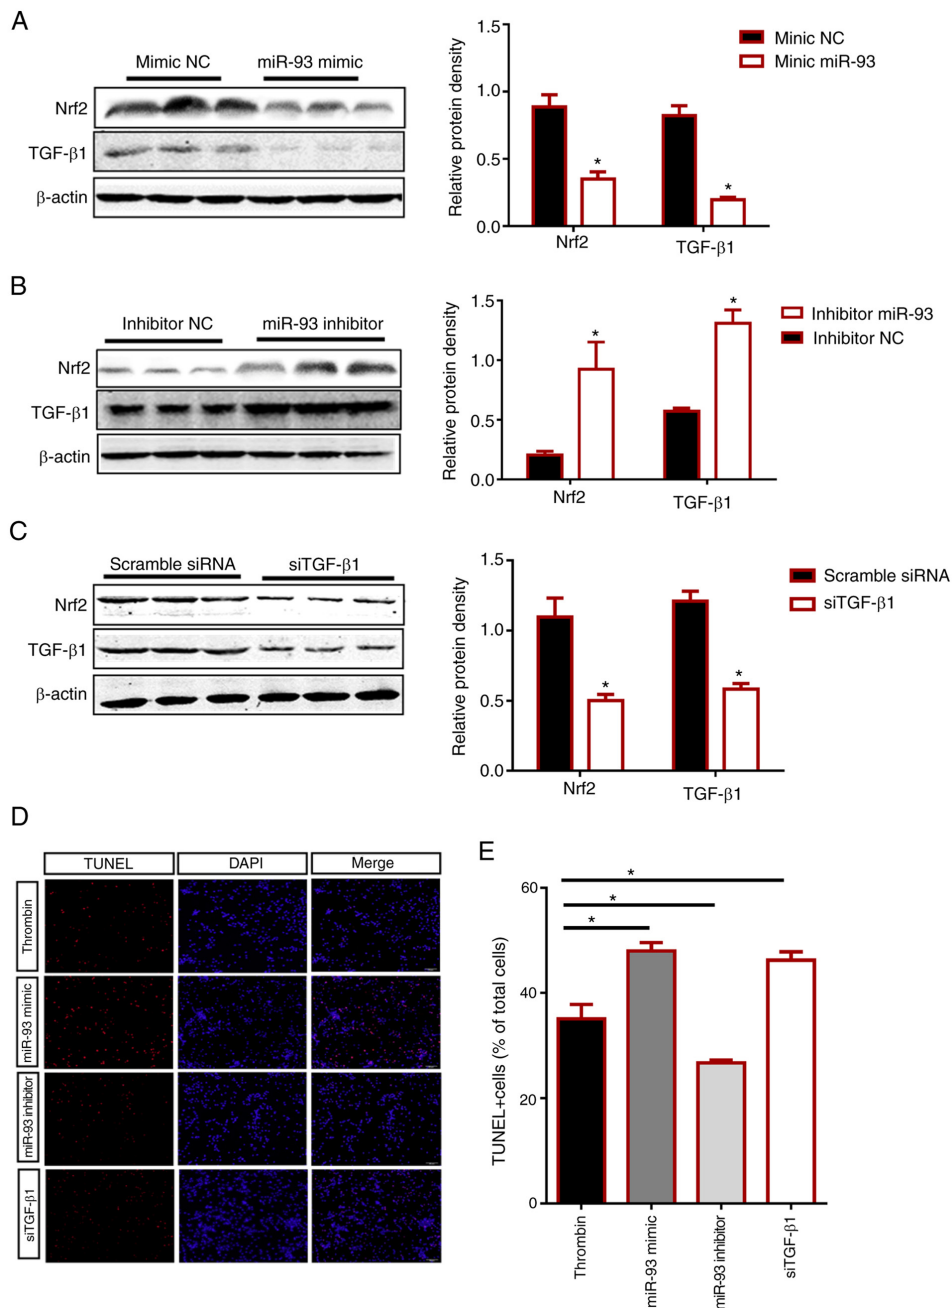 A
Mimic NC
miR-93 mimic
Nrf2
TGF-β1
β-actin
Relative protein density
1.5
1.0
0.5
0.0
*
*
Nrf2
TGF-β1
Minic NC
Minic miR-93
B
Inhibitor NC
miR-93 inhibitor
Nrf2
TGF-β1
β-actin
Relative protein density
1.5
1.0
0.5
0.0
*
*
Nrf2
TGF-β1
Inhibitor miR-93
Inhibitor NC
C
Scramble siRNA
siTGF-β1
Nrf2
TGF-β1
β-actin
Relative protein density
1.5
1.0
0.5
0.0
*
*
Nrf2
TGF-β1
Scramble siRNA
siTGF-β1
D
TUNEL
DAPI
Merge
Thrombin
miR-93 mimic
miR-93 inhibitor
siTGF-β1
E
TUNEL+cells (% of total cells)
60
40
20
0
*
*
*
Thrombin
miR-93 mimic
miR-93 inhibitor
siTGF-β1